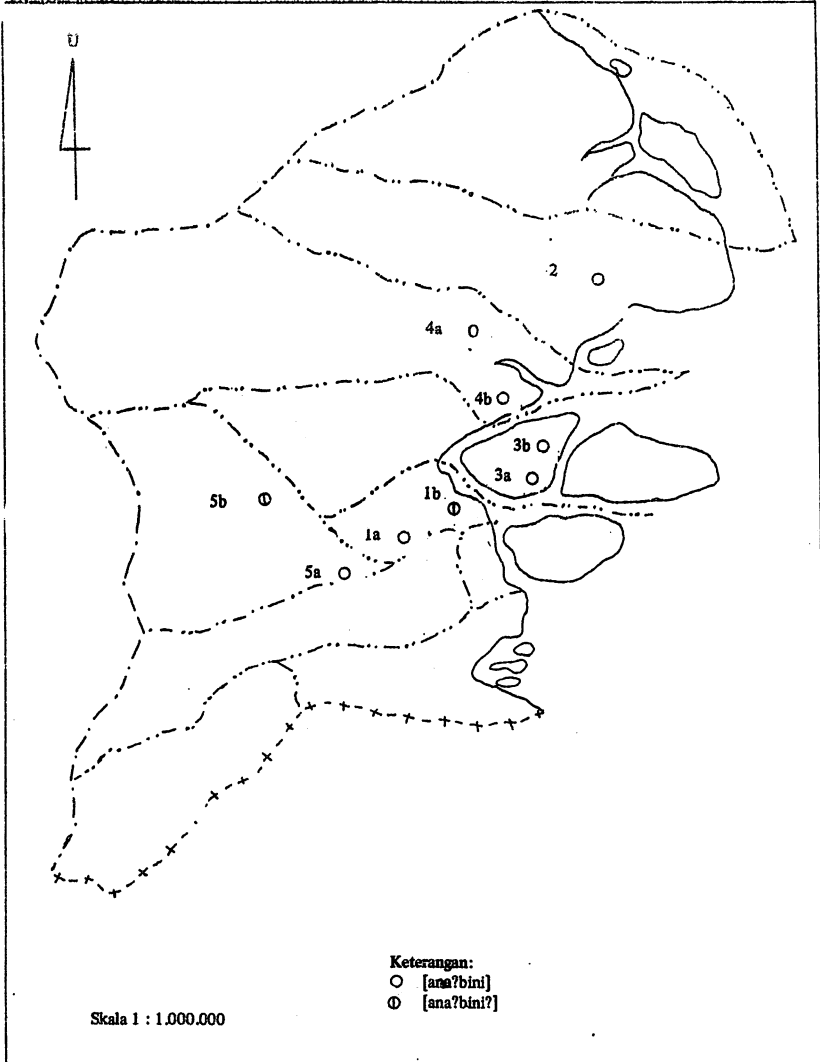 U
2
4a
4b
3b
3a
1b
5b
1a
5a
Keterangan:
[ana?bini]
[ana?bini?]
Skala 1 : 1.000.000